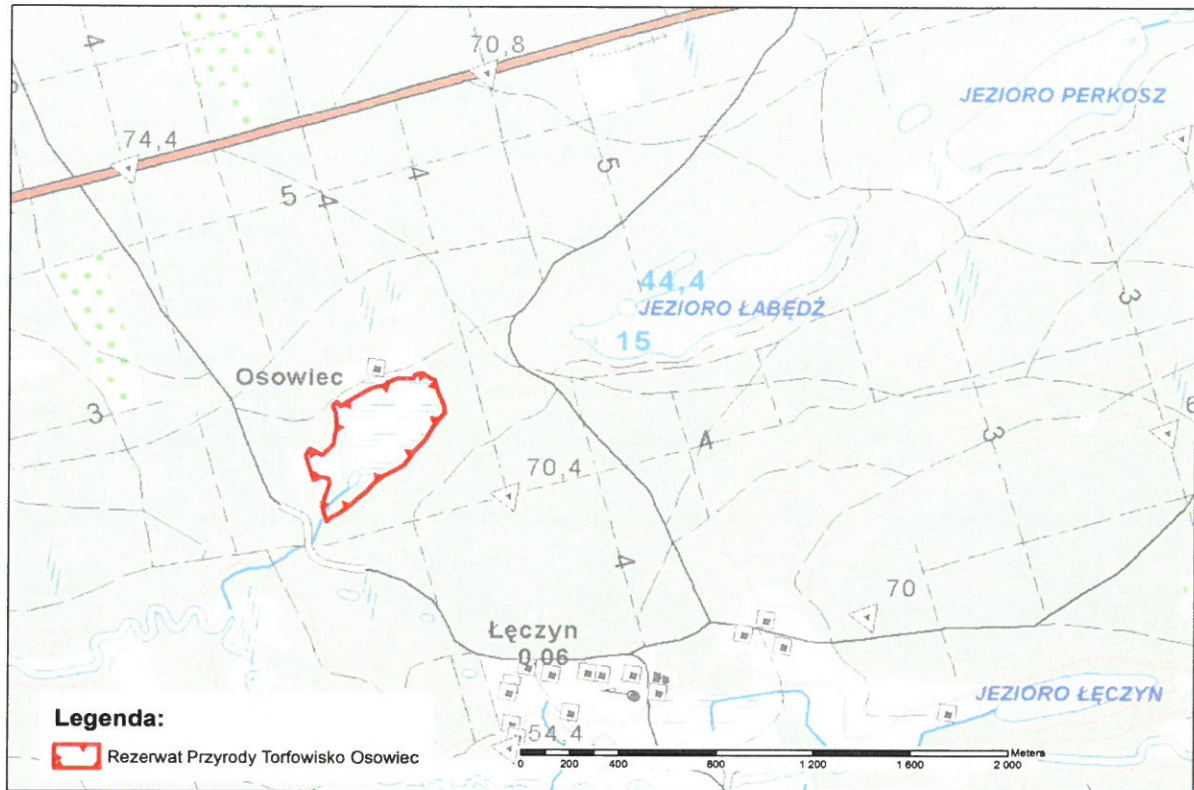 4
70,8
JEZIORO PERKOSZ
74,4
5
4
4
5
44,4
JEZIORO ŁABĘDŹ
15
3
Osowiec
3
4
3
6
70,4
4
70
Łęczyn
0,06
JEZIORO ŁĘCZYN
54,4
Legenda:
Rezerwat Przyrody Torfowisko Osowiec
0 200 400 800 1 200 1 600 2 000 Meters